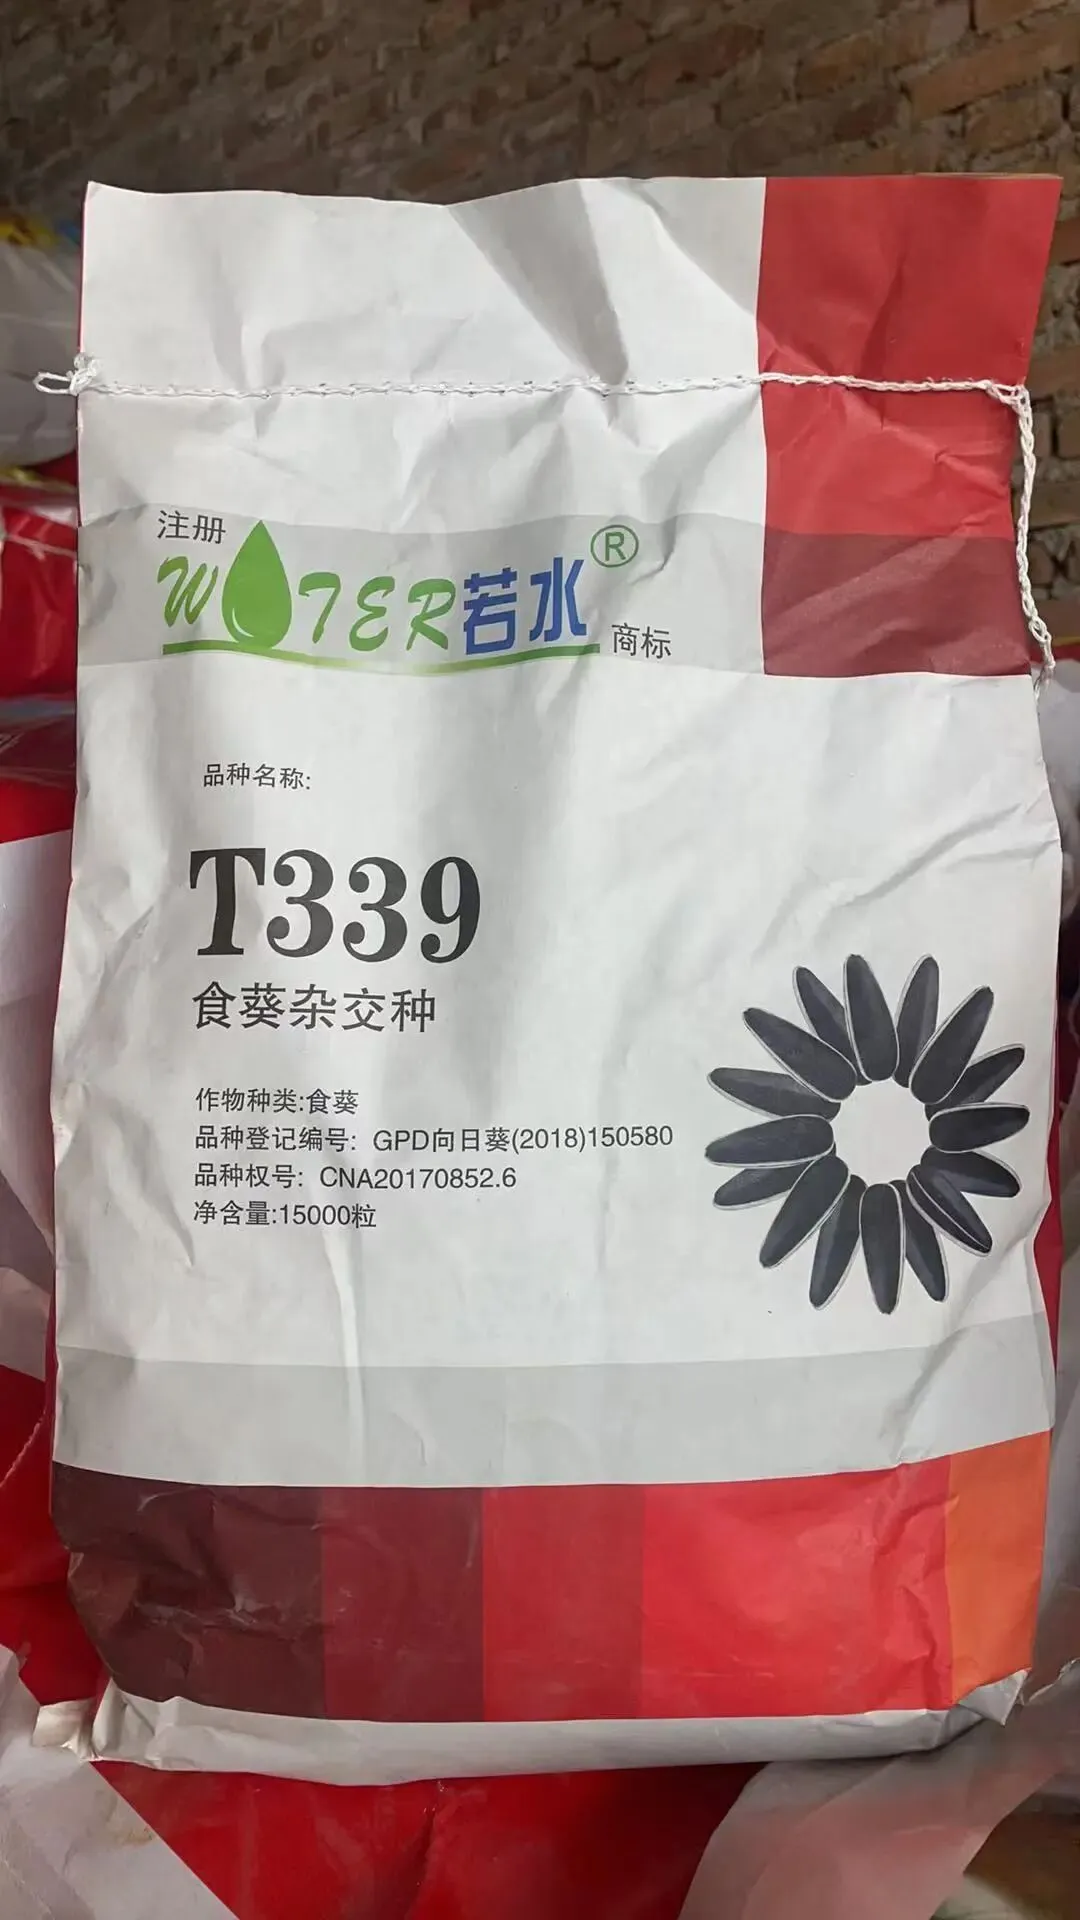 注册
WATER若水®
商标
品种名称:
T339
食葵杂交种
作物种类:食葵
品种登记编号: GPD向日葵(2018)150580
品种权号: CNA20170852.6
净含量:15000粒